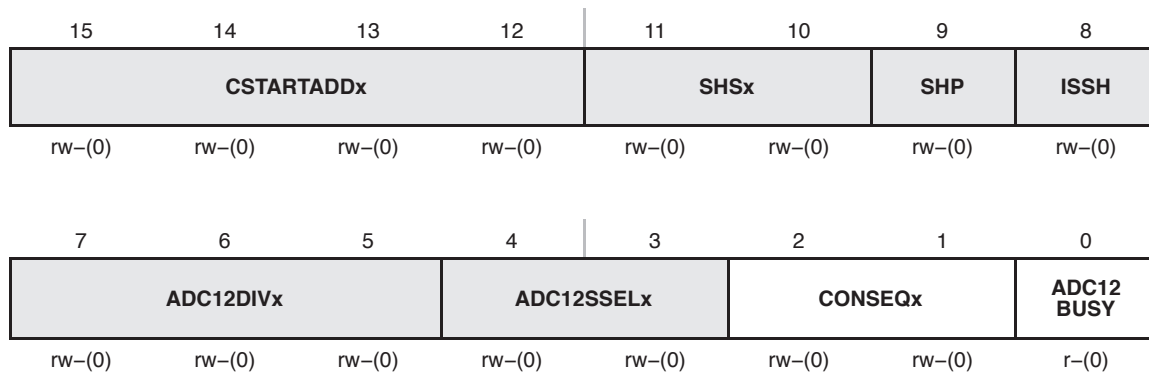 15 14 13 12 11 10 9 8
CSTARTADDx SHSx SHP ISSH
rw−(0) rw−(0) rw−(0) rw−(0) rw−(0) rw−(0) rw−(0) rw−(0)
7 6 5 4 3 2 1 0
ADC12DIVx ADC12SSELx CONSEQx ADC12
BUSY
rw−(0) rw−(0) rw−(0) rw−(0) rw−(0) rw−(0) rw−(0) r−(0)